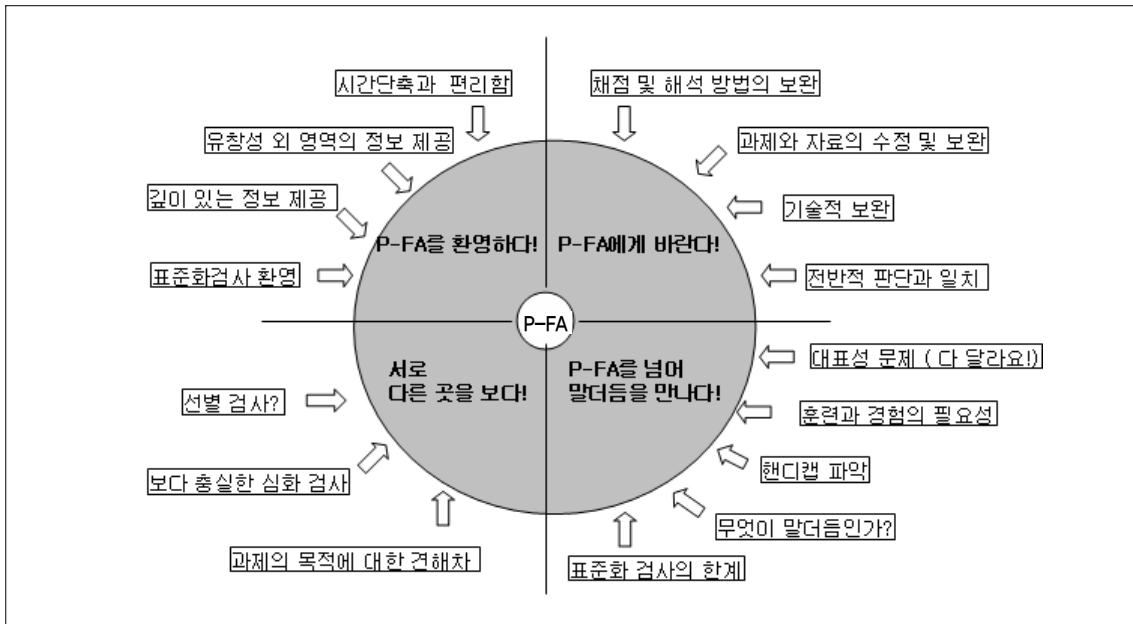 시간단축과 편리함
채점 및 해석 방법의 보완
유창성 외 영역의 정보 제공
과제와 자료의 수정 및 보완
깊이 있는 정보 제공
기술적 보완
P-FA를 환영하다!
P-FA에게 바란다!
표준화검사 환영
전반적 판단과 일치
P-FA
대표성 문제 ( 다 달라요!)
서로
다른 곳을 보다!
P-FA를 넘어
말더듬을 만나다!
선별 검사?
훈련과 경험의 필요성
보다 충실한 심화 검사
핸디캡 파악
무엇이 말더듬인가?
과제의 목적에 대한 견해차
표준화 검사의 한계